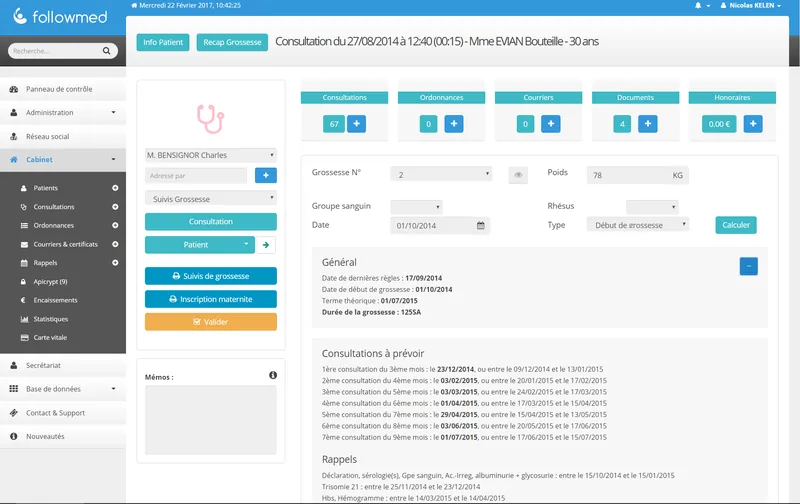 followmed
Mercredi 22 Février 2017, 10:42:25
Nicolas KELEN
Recherche...
Info Patient
Recap Grossesse
Consultation du 27/08/2014 à 12:40 (00:15) - Mme EVIAN Bouteille - 30 ans
Panneau de contrôle
Administration
Réseau social
Cabinet
Patients
Consultations
Ordonnances
Courriers & certificats
Rappels
Apicrypt (9)
Encaissements
Statistiques
Carte vitale
Secrétariat
Base de données
Contact & Support
Nouveautés
M. BENSIGNOR Charles
Adressé par
+
Suivis Grossesse
Consultation
Patient
Suivis de grossesse
Inscription maternite
Valider
Mémos :
Consultations
67 +
Ordonnances
0 +
Courriers
0 +
Documents
4 +
Honoraires
0.00 € +
Grossesse N° 2
Poids 78 KG
Groupe sanguin
Rhésus
Date 01/10/2014
Type Début de grossesse
Calculer
Général
Date de dernières règles : 17/09/2014
Date de début de grossesse : 01/10/2014
Terme théorique : 01/07/2015
Durée de la grossesse : 125SA
Consultations à prévoir
1ère consultation du 3ème mois : le 23/12/2014, ou entre le 09/12/2014 et le 13/01/2015
2ème consultation du 4ème mois : le 03/02/2015, ou entre le 20/01/2015 et le 17/02/2015
3ème consultation du 5ème mois : le 03/03/2015, ou entre le 24/02/2015 et le 17/03/2015
4ème consultation du 6ème mois : le 01/04/2015, ou entre le 17/03/2015 et le 15/04/2015
5ème consultation du 7ème mois : le 29/04/2015, ou entre le 15/04/2015 et le 13/05/2015
6ème consultation du 8ème mois : le 03/06/2015, ou entre le 20/05/2015 et le 17/06/2015
7ème consultation du 9ème mois : le 01/07/2015, ou entre le 17/06/2015 et le 15/07/2015
Rappels
Déclaration, sérologie(s), Gpe sanguin, Ac.-Irreg, albuminurie + glycosurie : entre le 15/10/2014 et le 15/01/2015
Trisomie 21 : entre le 25/11/2014 et le 23/12/2014
Hbs, Hémogramme : entre le 14/03/2015 et le 14/04/2015